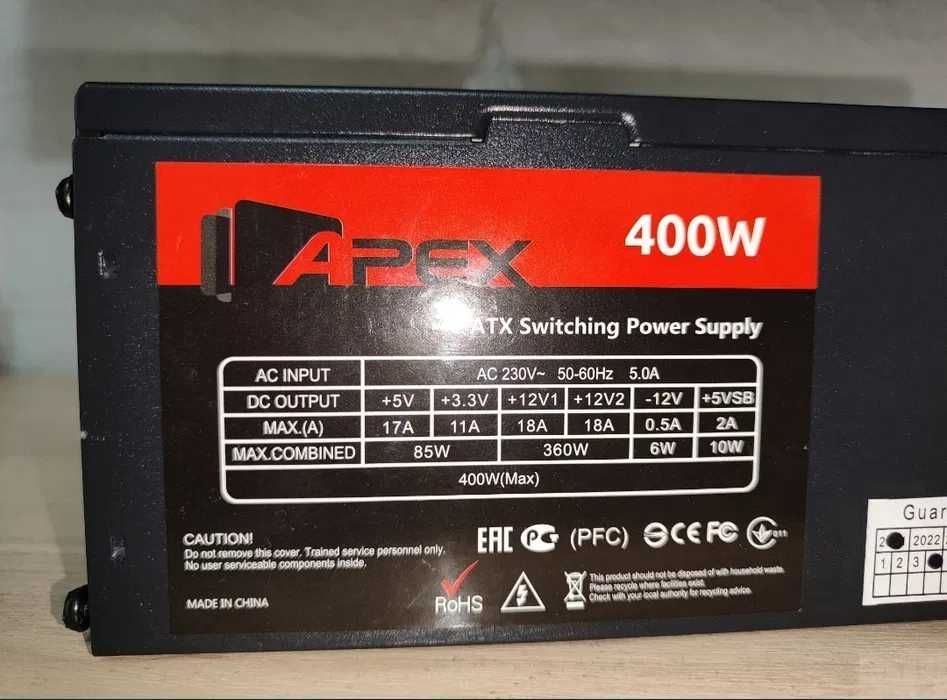 APEX
400W
ATX Switching Power Supply
AC INPUT AC 230V~ 50-60Hz 5.0A
DC OUTPUT +5V +3.3V +12V1 +12V2 -12V +5VSB
MAX.(A) 17A 11A 18A 18A 0.5A 2A
MAX.COMBINED 85W 360W 6W 10W
400W(Max)
CAUTION!
Do not remove this cover. Trained service personnel only.
No user serviceable components inside.
EAC (PFC) CE FC
MADE IN CHINA
RoHS
This product should not be disposed of with household waste.
Please recycle where facilities exist.
Check with your local authority for recycling advice.
Guar
2 2022
1 2 3